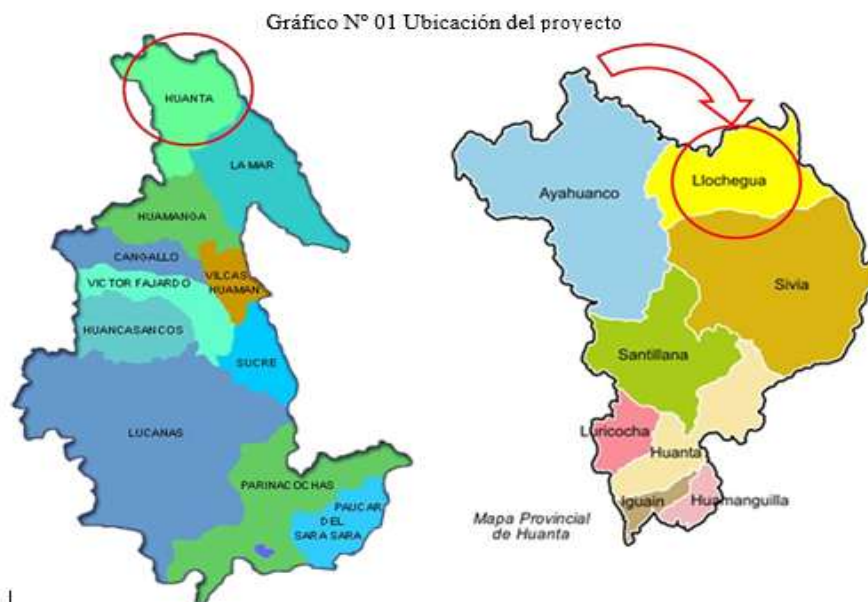 Gráfico N° 01 Ubicación del proyecto
HUANTA
LA MAR
HUAMANGA
CANGALLO
VILCAS
HUAMAN
VICTOR FAJARDO
HUANCASANCOS
SUCRE
LUCANAS
PARINACOCHAS
PAUCAR
DEL
SARA SARA
Ayahuanco
Llochegua
Sivia
Santillana
Luricocha
Huanta
Iguain
Huamanguilla
Mapa Provincial
de Huanta